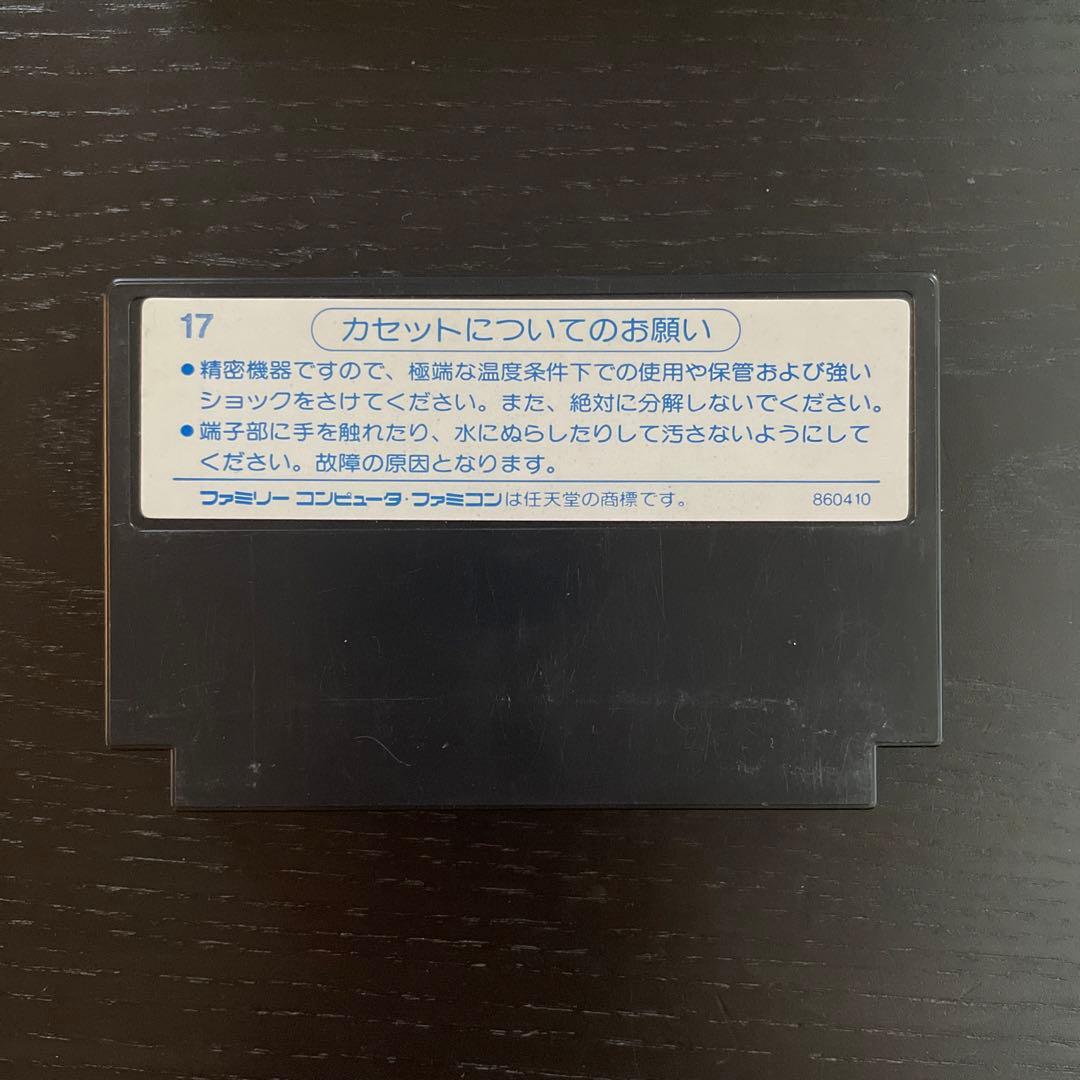 17
カセットについてのお願い
●精密機器ですので、極端な温度条件下での使用や保管および強い
ショックをさけてください。また、絶対に分解しないでください。
●端子部に手を触れたり、水にぬらしたりして汚さないようにして
ください。故障の原因となります。
ファミリー コンピュータ・ファミコンは任天堂の商標です。 860410